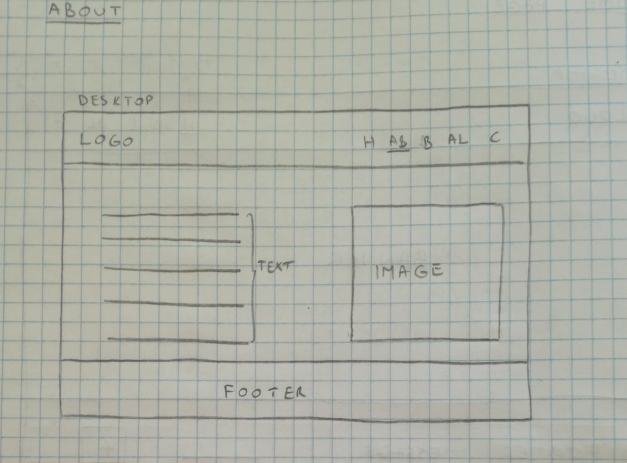 ABOUT
DESKTOP
LOGO H AB B AL C
TEXT
IMAGE
FOOTER